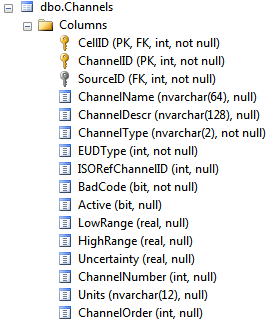 dbo.Channels
Columns
CellID (PK, FK, int, not null)
ChannelID (PK, int, not null)
SourceID (FK, int, not null)
ChannelName (nvarchar(64), null)
ChannelDescr (nvarchar(128), null)
ChannelType (nvarchar(2), not null)
EUDType (int, not null)
ISORefChannelID (int, null)
BadCode (bit, not null)
Active (bit, null)
LowRange (real, null)
HighRange (real, null)
Uncertainty (real, null)
ChannelNumber (int, null)
Units (nvarchar(12), null)
ChannelOrder (int, null)